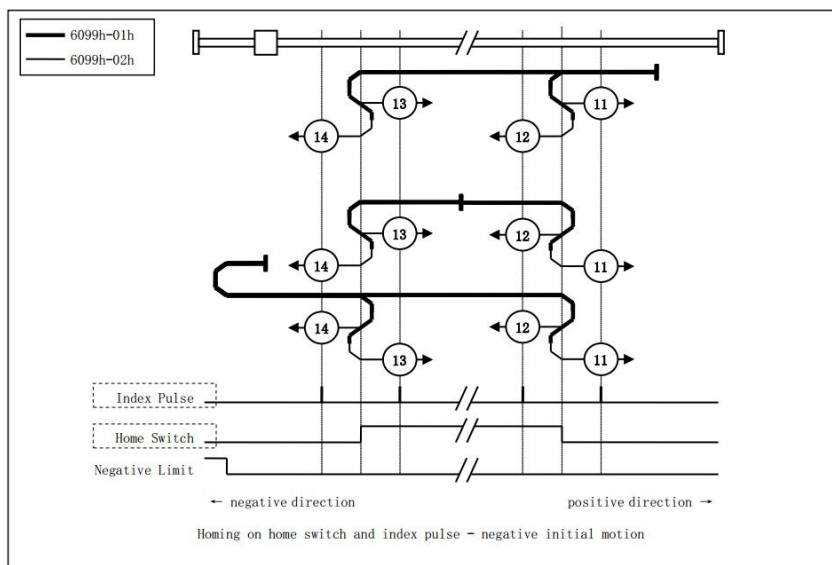 6099h-01h
6099h-02h
13
11
14
12
13
12
14
11
14
12
13
11
Index Pulse
Home Switch
Negative Limit
← negative direction
positive direction →
Homing on home switch and index pulse - negative initial motion